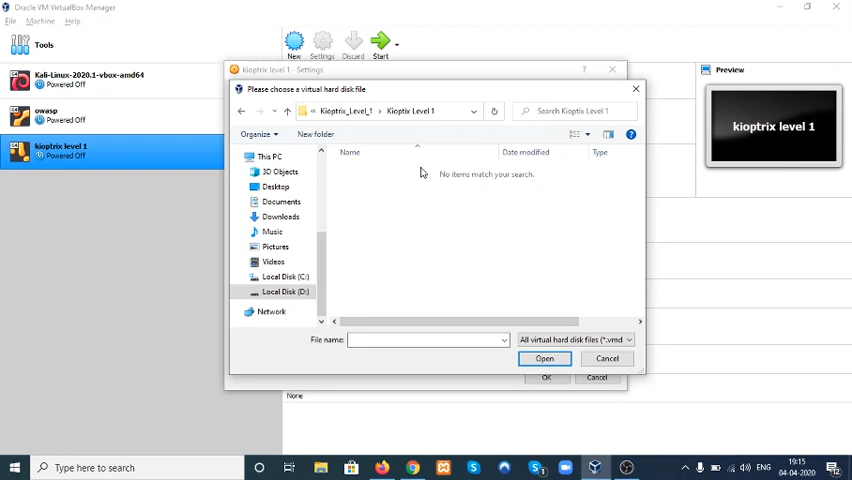 Oracle VM VirtualBox Manager
File Machine Help
Tools
New Settings Discard Start
Kali-Linux-2020.1-vbox-amd64
Powered Off
owasp
Powered Off
kioptrix level 1
Powered Off
Preview
kioptrix level 1
kioptrix level 1 - Settings
Please choose a virtual hard disk file
« Kioptrix_Level_1 › Kioptix Level 1
Search Kioptix Level 1
Organize New folder
Name Date modified Type
No items match your search.
This PC
3D Objects
Desktop
Documents
Downloads
Music
Pictures
Videos
Local Disk (C:)
Local Disk (D:)
Network
File name:
All virtual hard disk files (*.vmd
Open Cancel
OK Cancel
None
Type here to search
ENG
19:15
04-04-2020